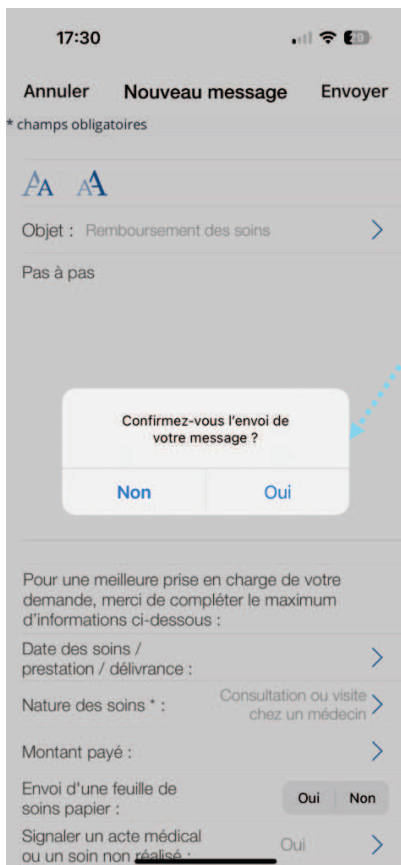 17:30
29
Annuler Nouveau message Envoyer
* champs obligatoires
AA AA
Objet : Remboursement des soins
Pas à pas
Confirmez-vous l'envoi de
votre message ?
Non Oui
Pour une meilleure prise en charge de votre
demande, merci de compléter le maximum
d'informations ci-dessous :
Date des soins /
prestation / délivrance :
Nature des soins * : Consultation ou visite
chez un médecin
Montant payé :
Envoi d'une feuille de
soins papier : Oui Non
Signaler un acte médical
ou un soin non réalisé : Oui